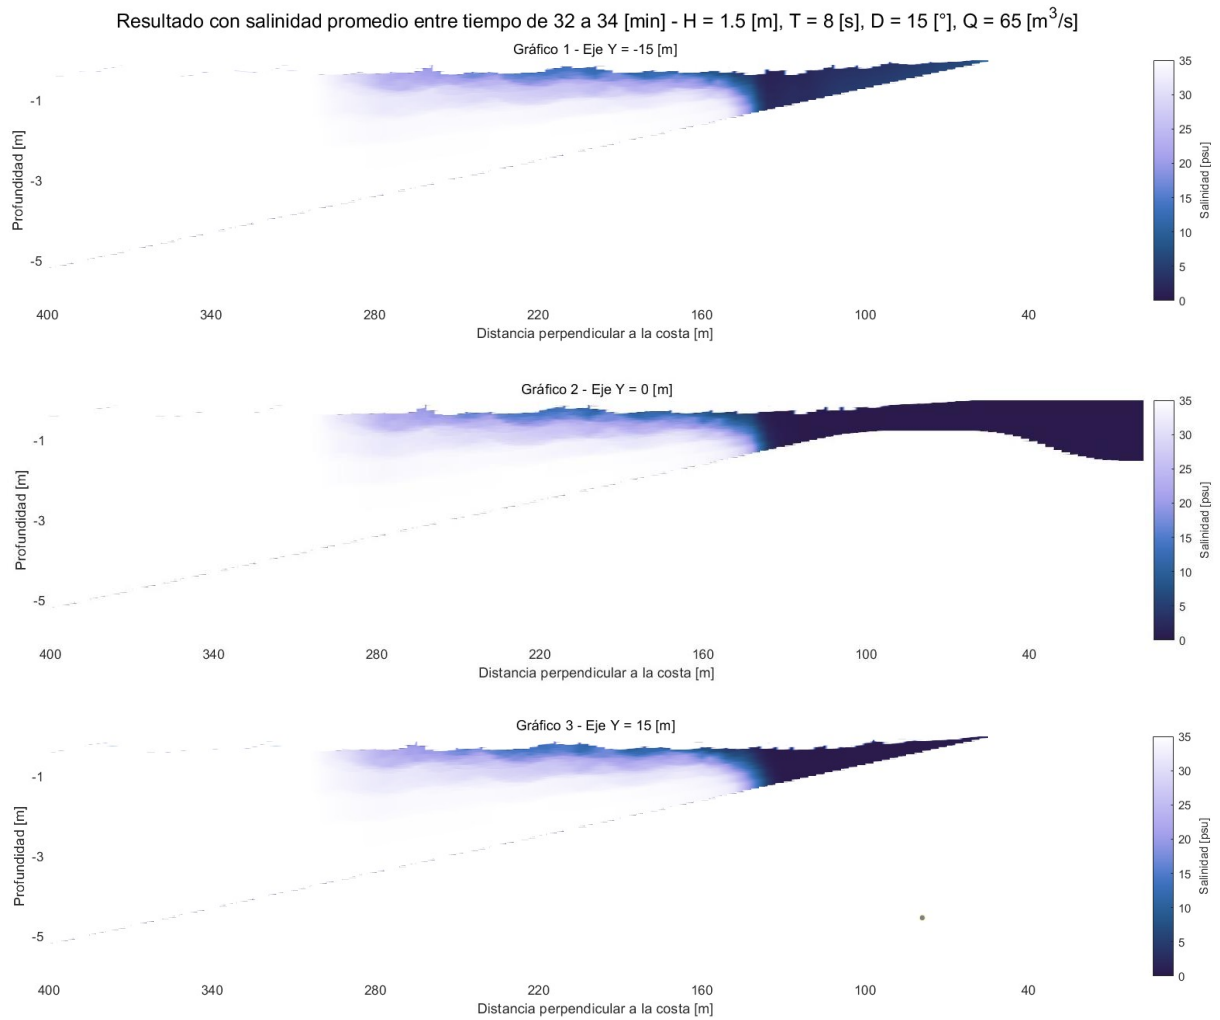 Resultado con salinidad promedio entre tiempo de 32 a 34 [min] - H = 1.5 [m], T = 8 [s], D = 15 [°], Q = 65 [m³/s]
Gráfico 1 - Eje Y = -15 [m]
-1
-3
-5
Profundidad [m]
400 340 280 220 160 100 40
Distancia perpendicular a la costa [m]
35
30
25
20
15
10
5
0
Salinidad [psu]
Gráfico 2 - Eje Y = 0 [m]
-1
-3
-5
Profundidad [m]
400 340 280 220 160 100 40
Distancia perpendicular a la costa [m]
35
30
25
20
15
10
5
0
Salinidad [psu]
Gráfico 3 - Eje Y = 15 [m]
-1
-3
-5
Profundidad [m]
400 340 280 220 160 100 40
Distancia perpendicular a la costa [m]
35
30
25
20
15
10
5
0
Salinidad [psu]